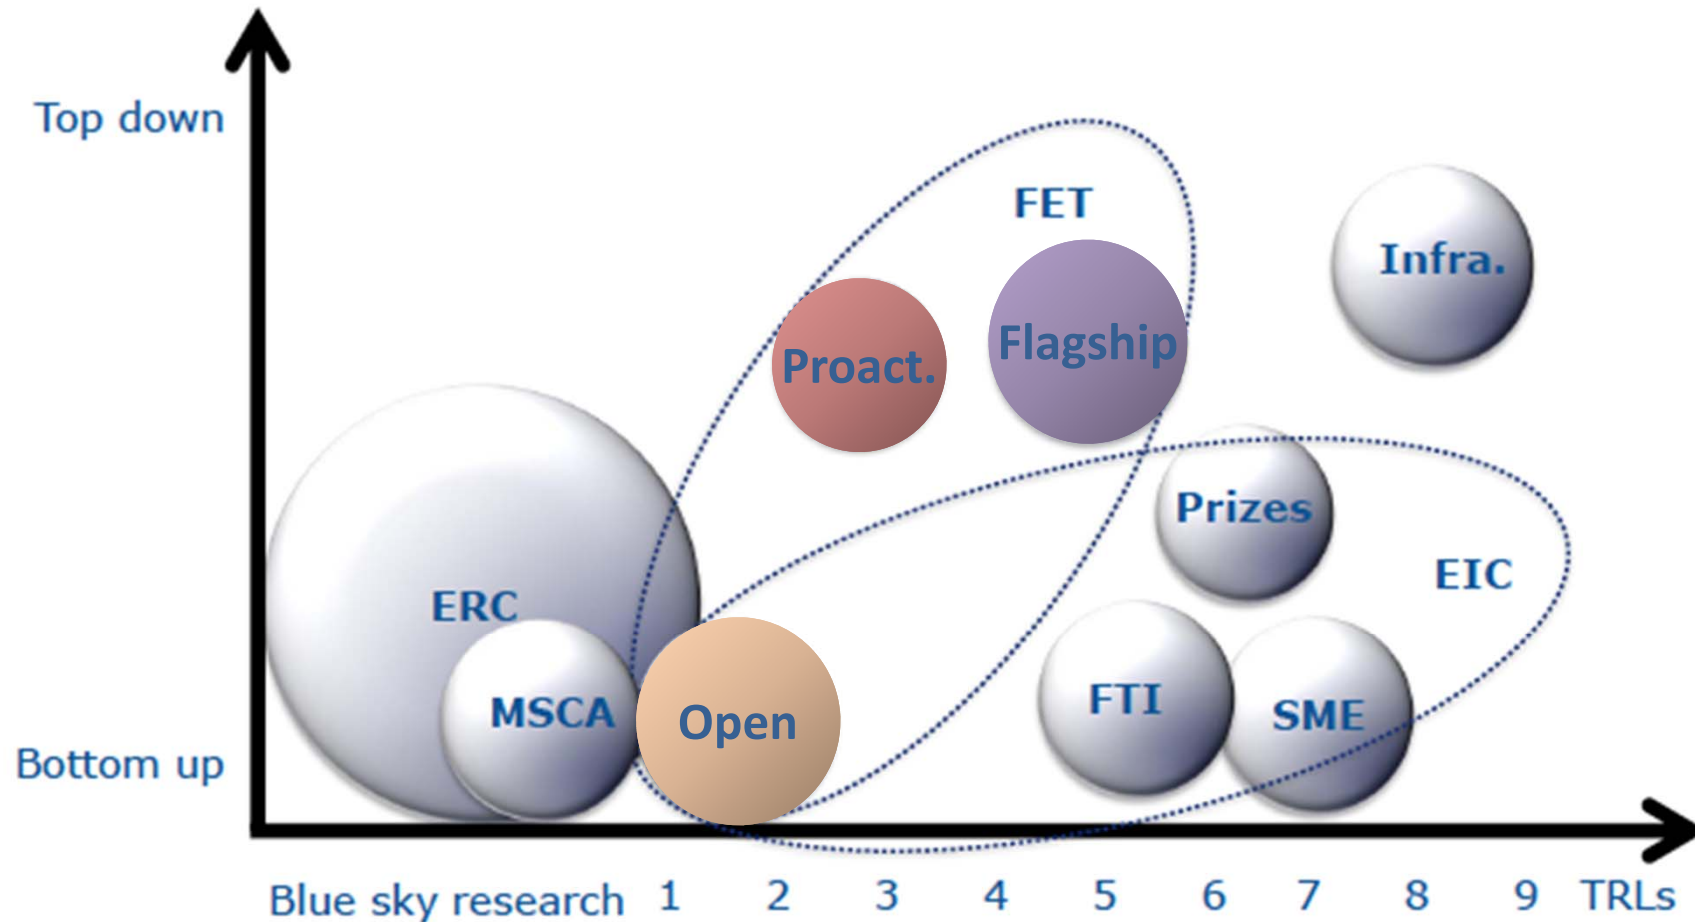 Top down
FET
Infra.
Flagship
Proact.
Prizes
EIC
ERC
FTI
MSCA
SME
Open
Bottom up
Blue sky research 1 2 3 4 5 6 7 8 9 TRLs